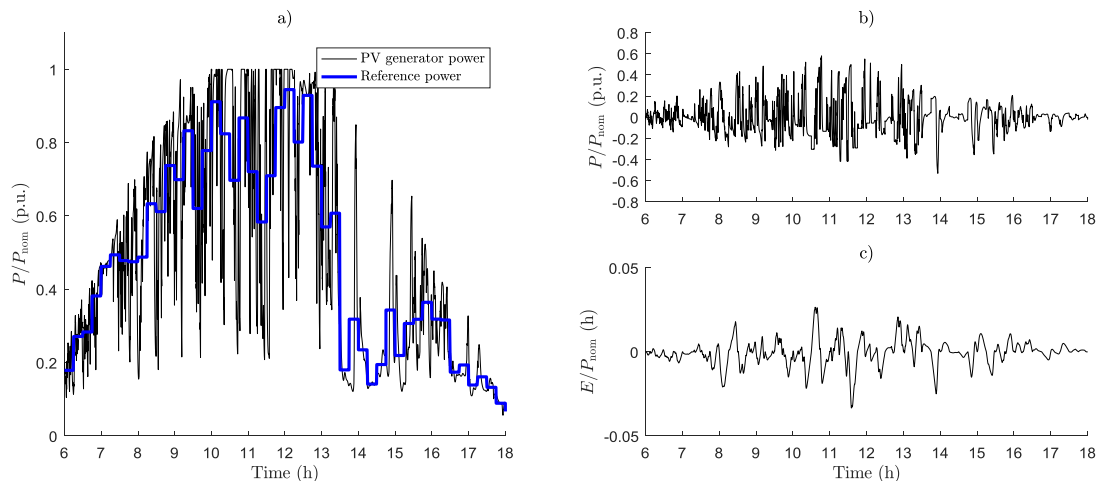 a)
PV generator power
Reference power
P/Pnom (p.u.)
1
0.8
0.6
0.4
0.2
0
6 7 8 9 10 11 12 13 14 15 16 17 18
Time (h)
b)
P/Pnom (p.u.)
0.8
0.6
0.4
0.2
0
-0.2
-0.4
-0.6
-0.8
6 7 8 9 10 11 12 13 14 15 16 17 18
c)
E/Pnom (h)
0.05
0
-0.05
6 7 8 9 10 11 12 13 14 15 16 17 18
Time (h)